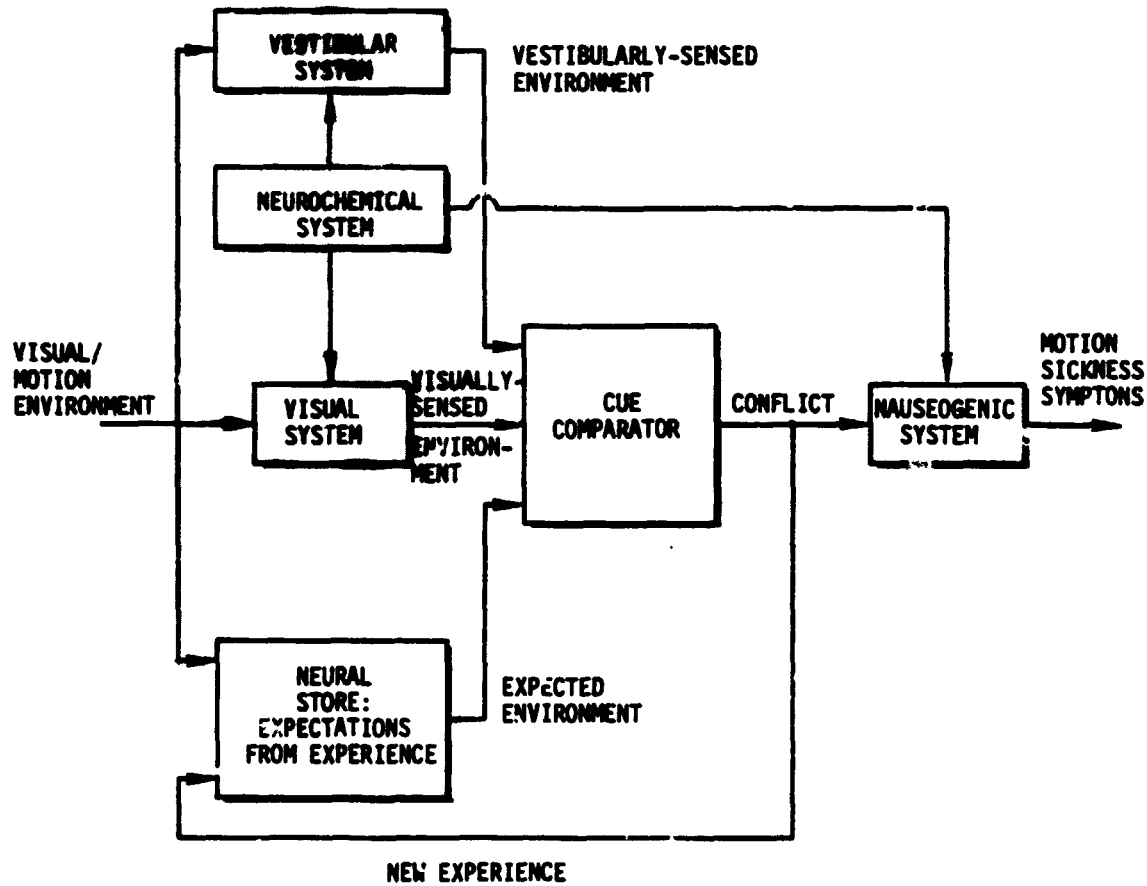 VESTIBULAR
SYSTEM
VESTIBULARLY-SENSED
ENVIRONMENT
NEUROCHEMICAL
SYSTEM
VISUAL/
MOTION
ENVIRONMENT
VISUAL
SYSTEM
VISUALLY-
SENSED
ENVIRON-
MENT
CUE
COMPARATOR
CONFLICT
NAUSEOGENIC
SYSTEM
MOTION
SICKNESS
SYMPTONS
NEURAL
STORE:
EXPECTATIONS
FROM EXPERIENCE
EXPECTED
ENVIRONMENT
NEW EXPERIENCE